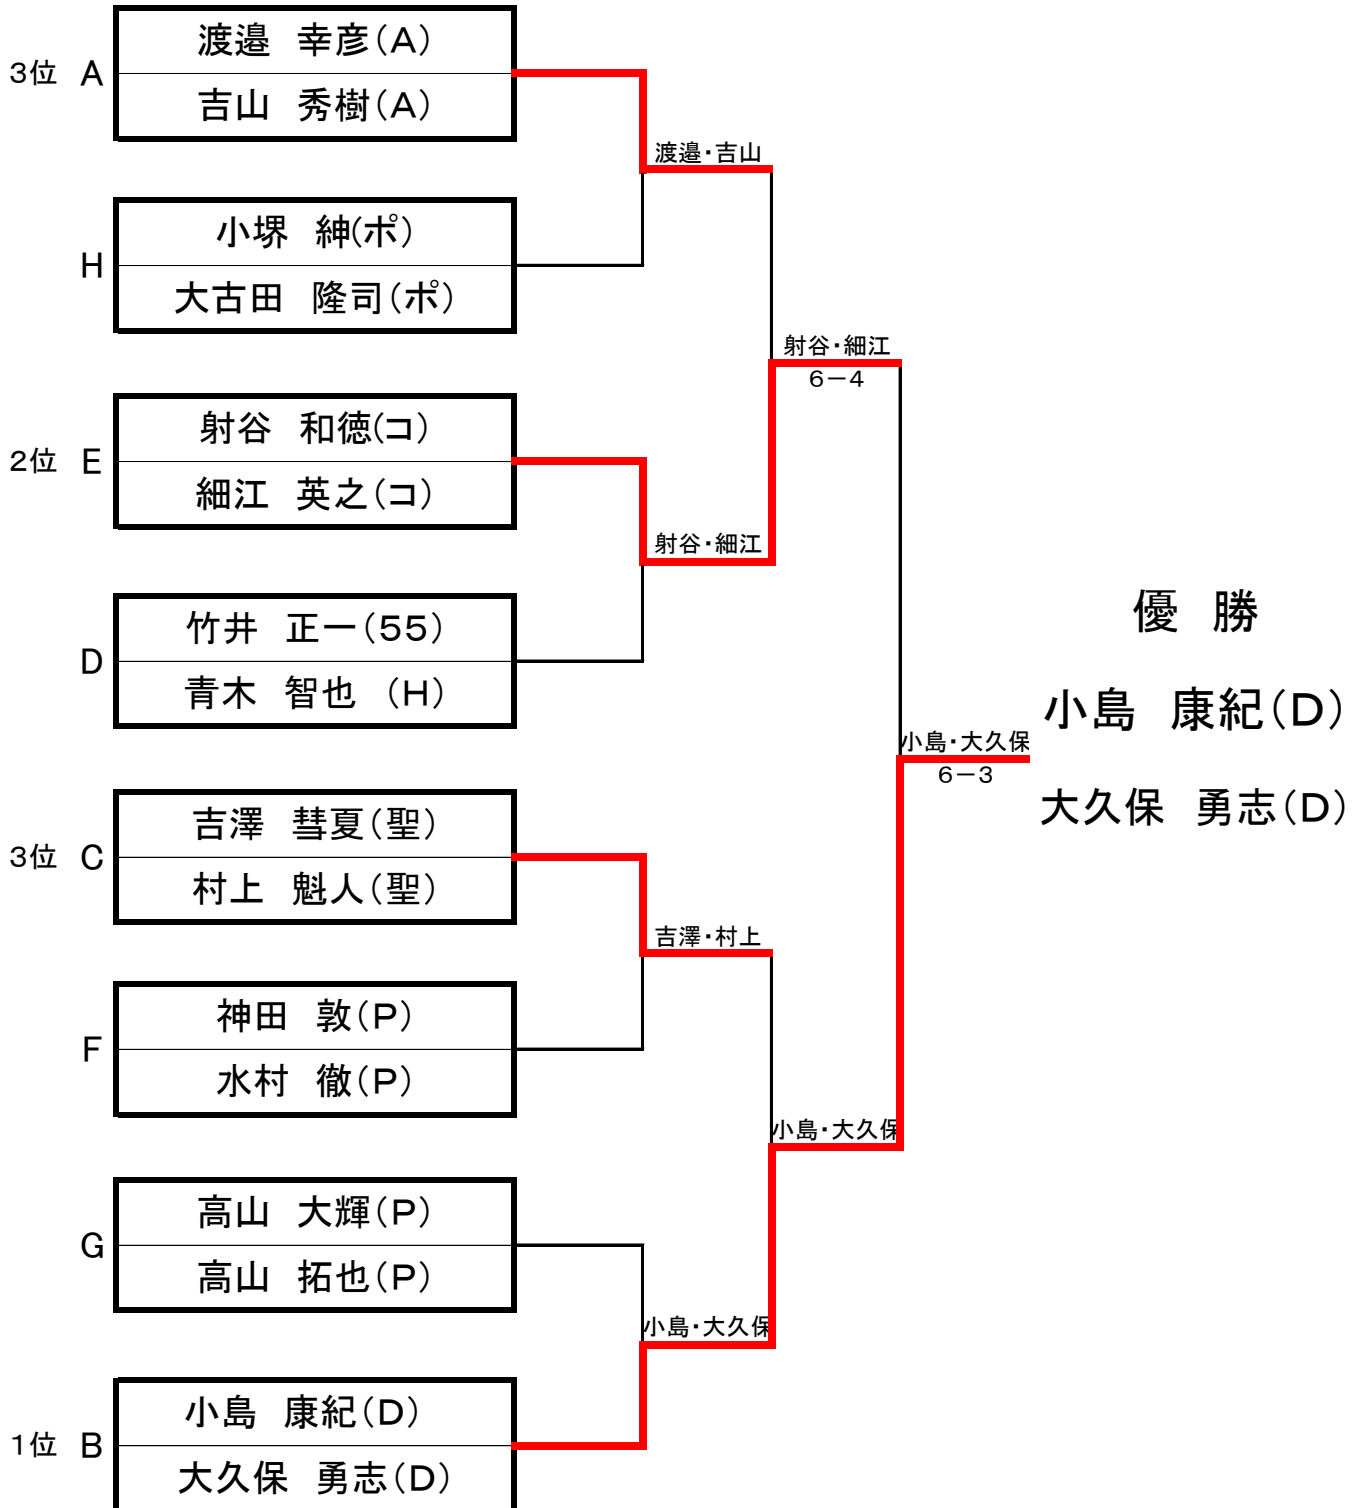 渡邉　幸彦(A)
3位 A
吉山　秀樹(A)
渡邉・吉山
小堺　紳(ポ)
H
大古田　隆司(ポ)
射谷・細江
6－4
射谷　和徳(コ)
2位 E
細江　英之(コ)
射谷・細江
竹井　正一(55)
D
青木　智也　(H)
優　勝
小島　康紀(D)
小島・大久保
6－3
大久保　勇志(D)
吉澤　彗夏(聖)
3位 C
村上　魁人(聖)
吉澤・村上
神田　敦(P)
F
水村　徹(P)
小島・大久保
高山　大輝(P)
G
高山　拓也(P)
小島・大久保
小島　康紀(D)
1位 B
大久保　勇志(D)